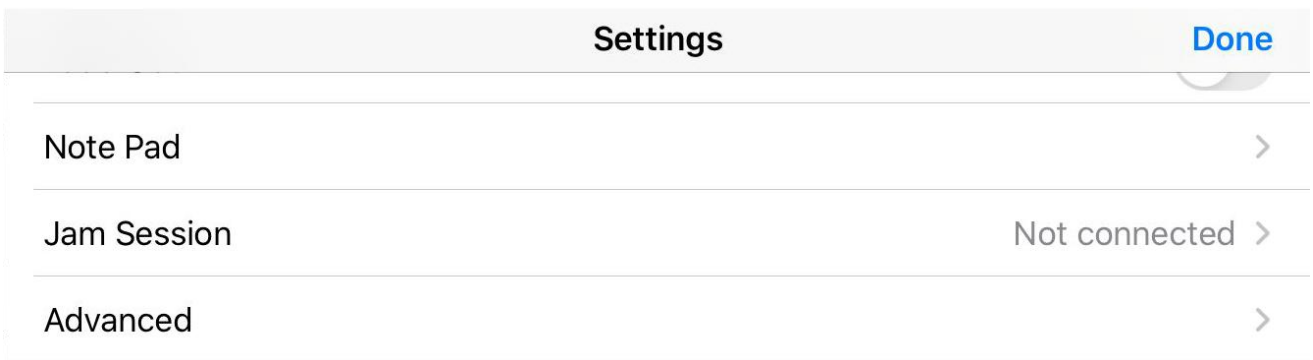 Settings
Done
Note Pad
Jam Session
Not connected
Advanced